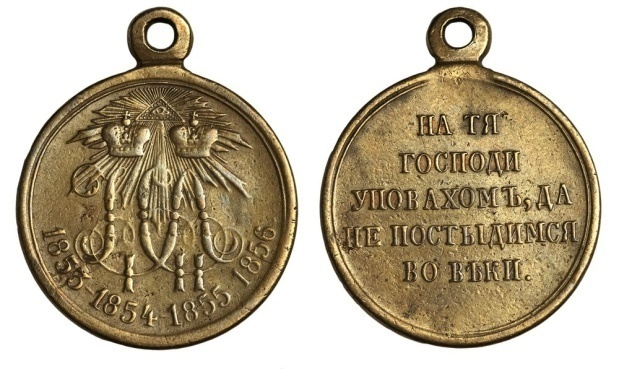 1853-1854-1855 1856
НА ТЯ
ГОСПОДИ
УПОВАХОМЪ, ДА
НЕ ПОСТЫДИМСЯ
ВО ВѢКИ.